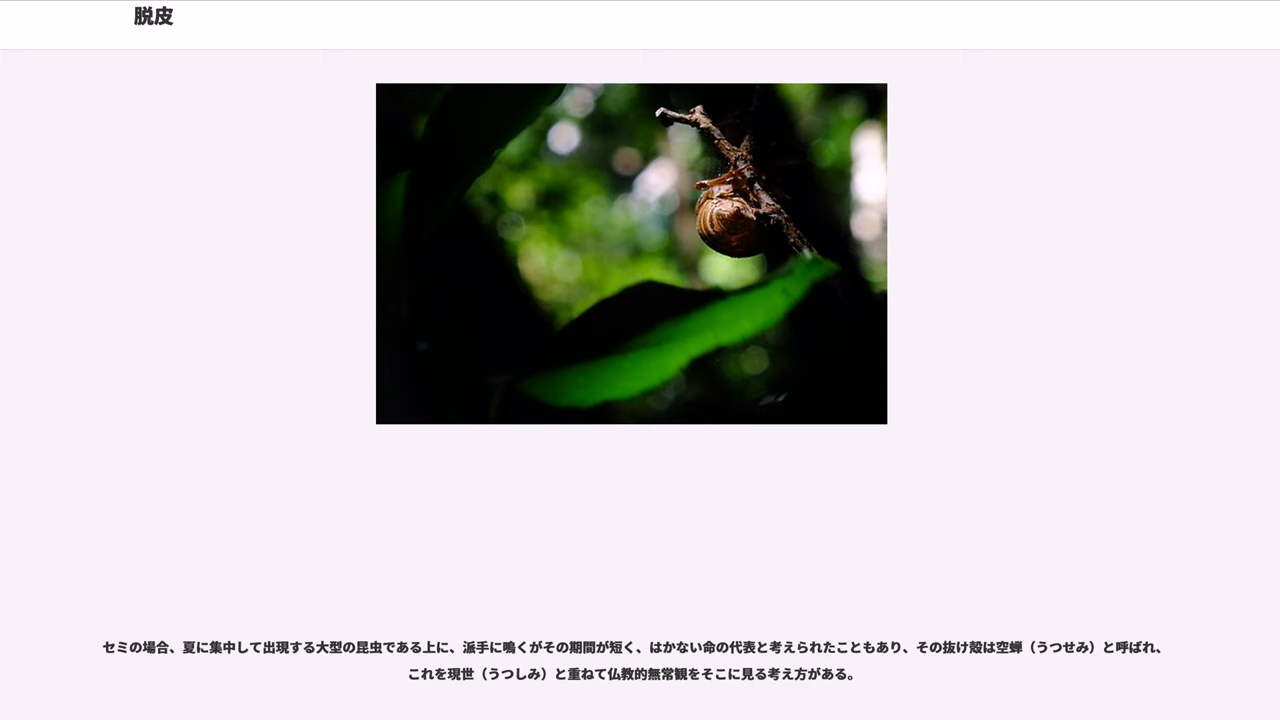 脱皮
セミの場合、夏に集中して出現する大型の昆虫である上に、派手に鳴くがその期間が短く、はかない命の代表と考えられたこともあり、その抜け殻は空蝉（うつせみ）と呼ばれ、
これを現世（うつしみ）と重ねて仏教的無常観をそこに見る考え方がある。